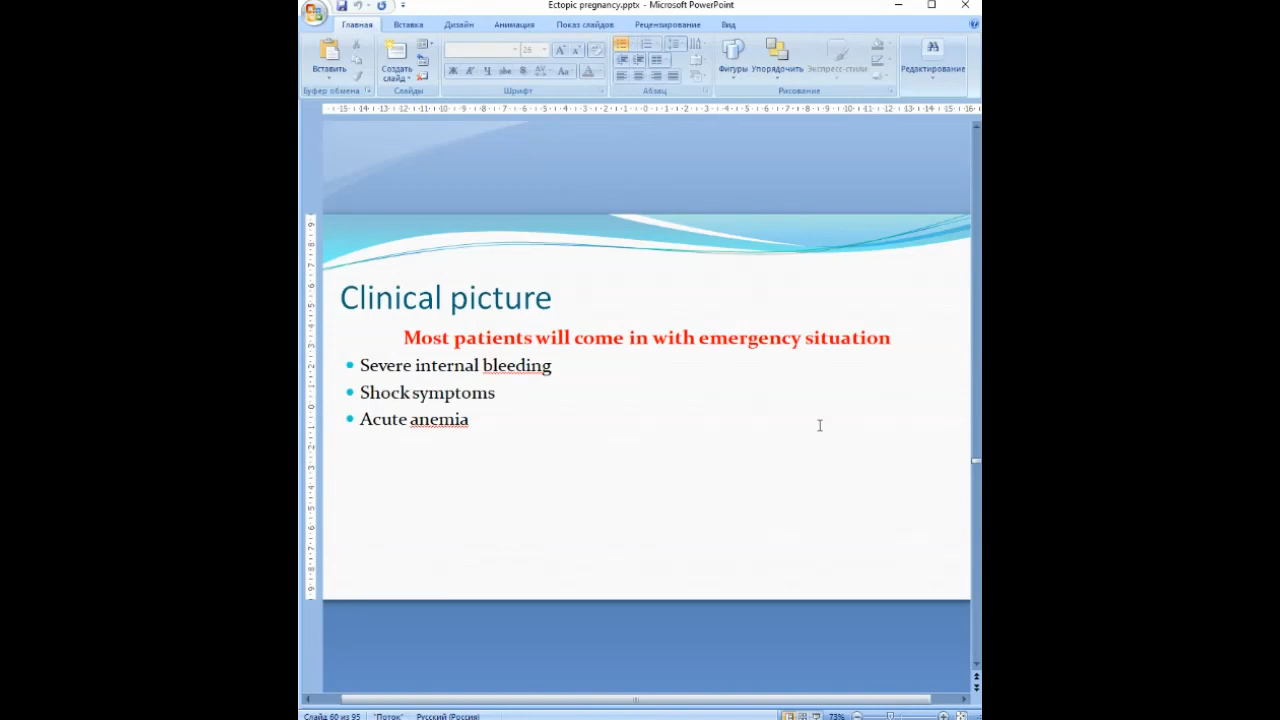 Ectopic pregnancy.pptx - Microsoft PowerPoint
Главная Вставка Дизайн Анимация Показ слайдов Рецензирование Вид
Вставить Создать слайд Фигуры Упорядочить Экспресс-стили Редактирование
Буфер обмена Слайды Шрифт Абзац Рисование
Clinical picture
Most patients will come in with emergency situation
Severe internal bleeding
Shock symptoms
Acute anemia
Слайд 60 из 95 "Поток" Русский (Россия) 73%